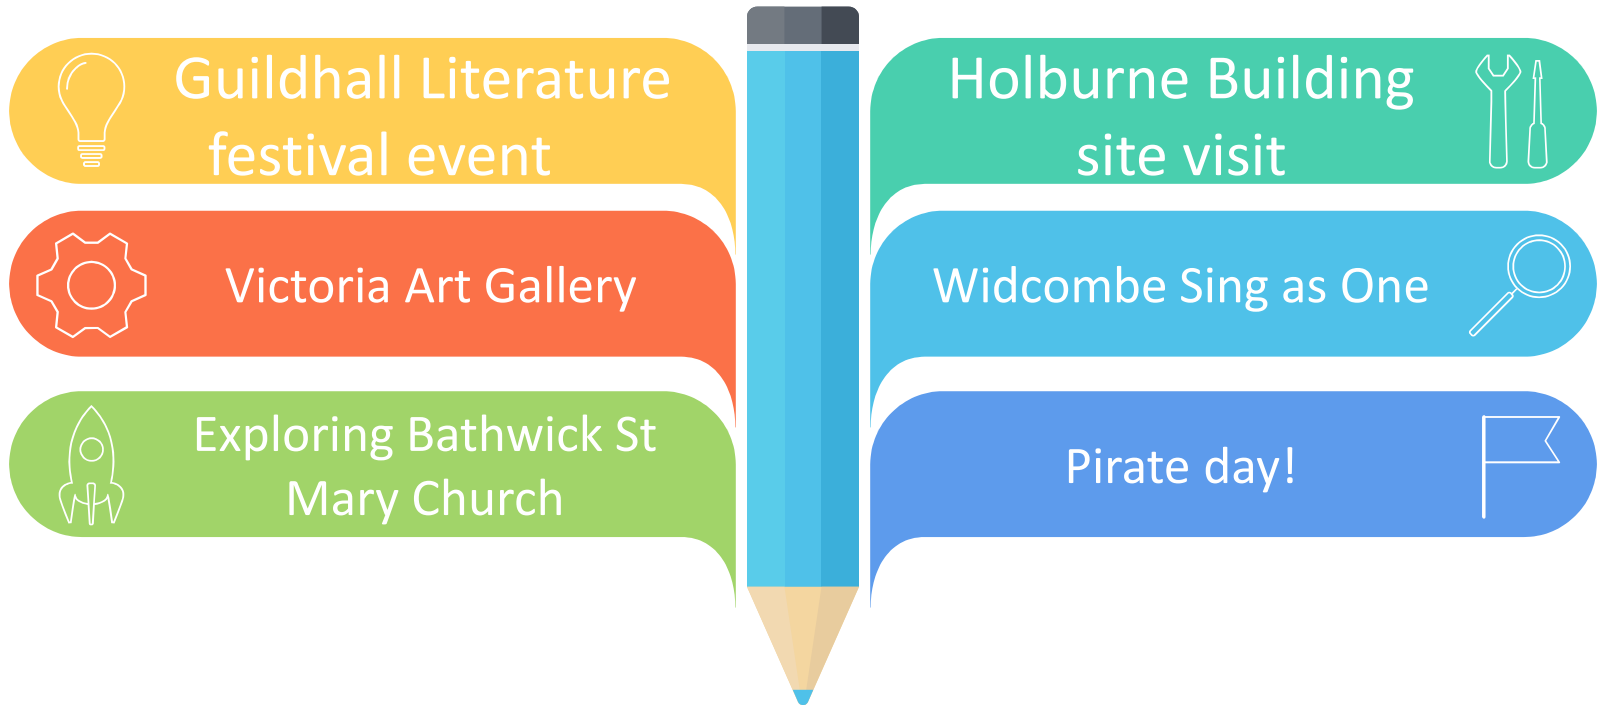 Guildhall Literature
festival event
Victoria Art Gallery
Exploring Bathwick St
Mary Church
Holburne Building
site visit
Widcombe Sing as One
Pirate day!